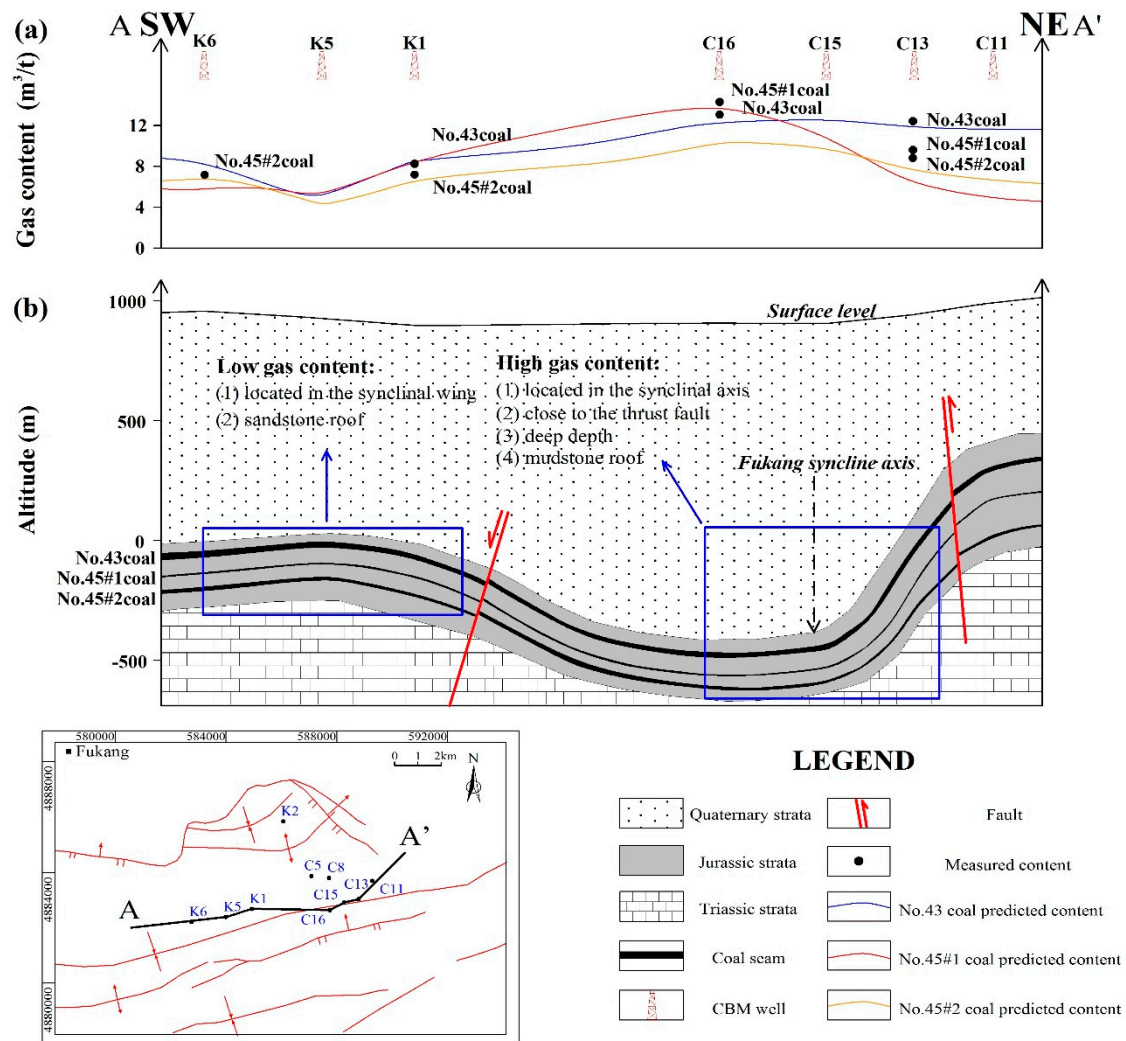 (a)
A SW
NE A'
K6 K5 K1 C16 C15 C13 C11
Gas content (m³/t)
12
8
4
0
No.45#2coal
No.43coal
No.45#2coal
No.45#1coal
No.43coal
No.43coal
No.45#1coal
No.45#2coal
(b)
Altitude (m)
1000
500
0
-500
Surface level
Low gas content:
(1) located in the synclinal wing
(2) sandstone roof
High gas content:
(1) located in the synclinal axis
(2) close to the thrust fault
(3) deep depth
(4) mudstone roof
Fukang syncline axis
No.43coal
No.45#1coal
No.45#2coal
580000 584000 588000 592000
Fukang
0 1 2km
N
4888000
4884000
4880000
K2
A'
C5 C8
C13 C11
C15
K1
K5
K6
C16
A
LEGEND
Quaternary strata
Fault
Jurassic strata
Measured content
Triassic strata
No.43 coal predicted content
Coal seam
No.45#1 coal predicted content
CBM well
No.45#2 coal predicted content